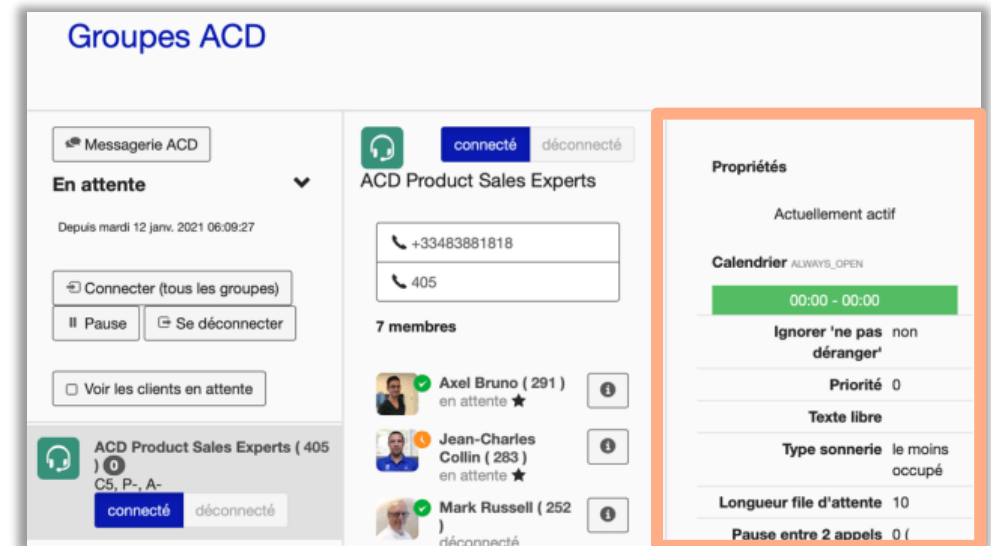 Groupes ACD
Messagerie ACD
En attente
Depuis mardi 12 janv. 2021 06:09:27
Connecter (tous les groupes)
Pause
Se déconnecter
Voir les clients en attente
ACD Product Sales Experts ( 405
) 0
C5, P-, A-
connecté déconnecté
connecté déconnecté
ACD Product Sales Experts
+33483881818
405
7 membres
Axel Bruno ( 291 )
en attente
Jean-Charles
Collin ( 283 )
en attente
Mark Russell ( 252
)
déconnecté
Propriétés
Actuellement actif
Calendrier ALWAYS_OPEN
00:00 - 00:00
Ignorer 'ne pas non
déranger'
Priorité 0
Texte libre
Type sonnerie le moins
occupé
Longueur file d'attente 10
Pause entre 2 appels 0 (